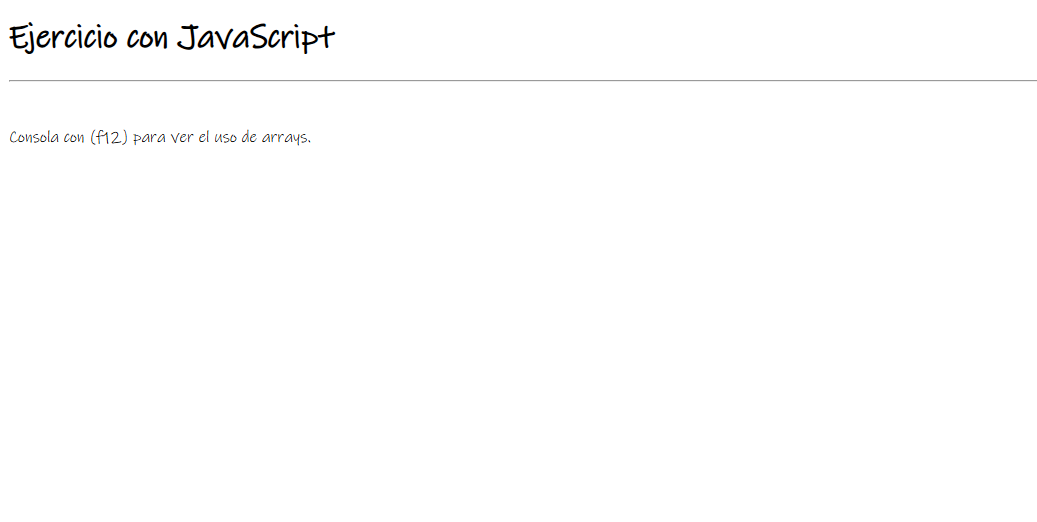 Ejercicio con JavaScript
Consola con (f12) para ver el uso de arrays.